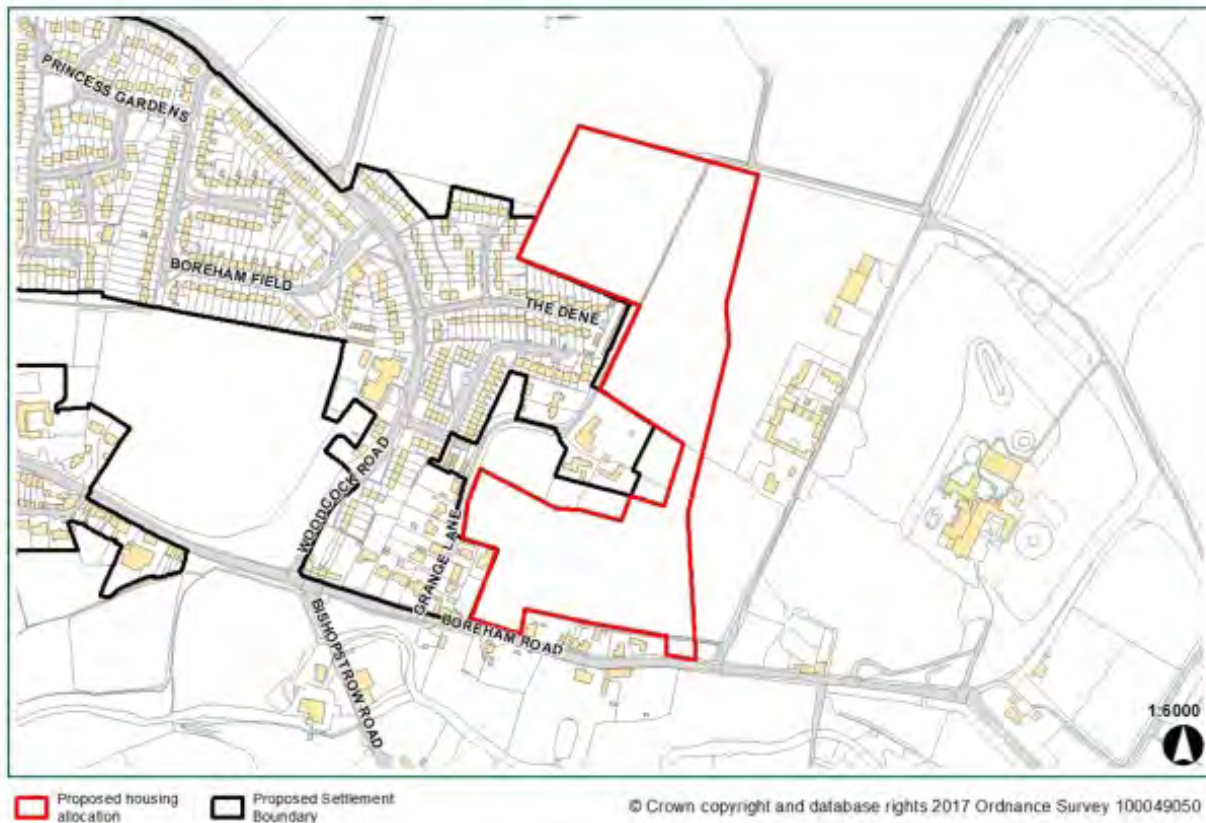 PRINCESS GARDENS
BOREHAM FIELD
THE DENE
WOODCOCK ROAD
GRANGE LANE
BOREHAM ROAD
BISHOPSTROW ROAD
1:6000
Proposed housing
allocation
Proposed Settlement
Boundary
© Crown copyright and database rights 2017 Ordnance Survey 100049050